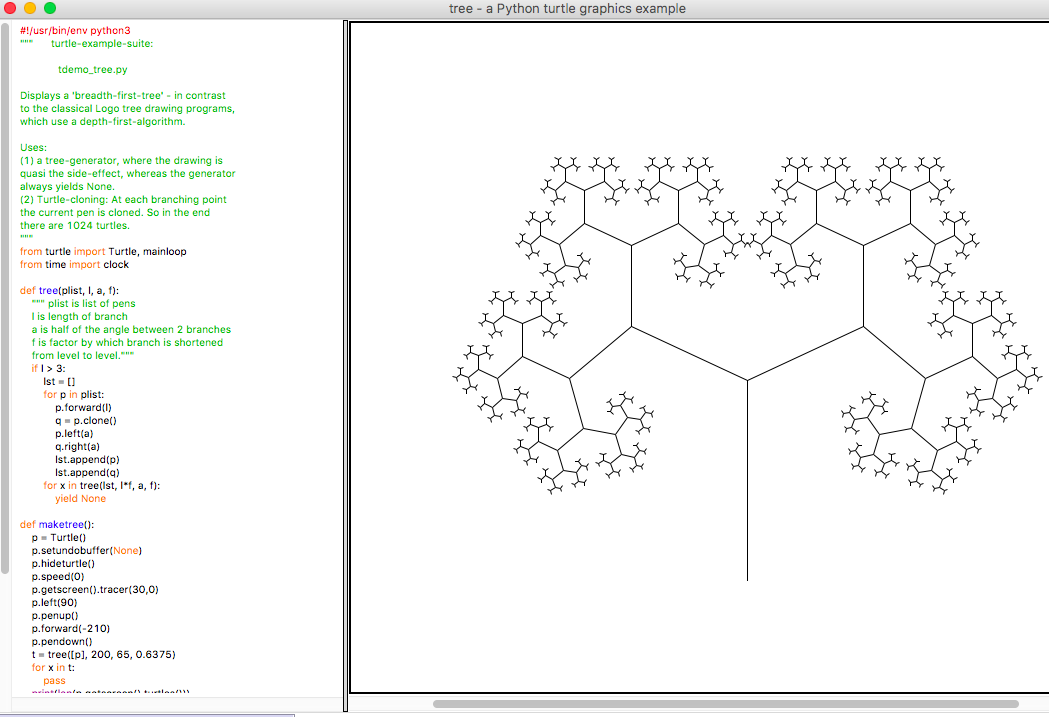 tree - a Python turtle graphics example
#!/usr/bin/env python3
""" turtle-example-suite:
tdemo_tree.py
Displays a 'breadth-first-tree' - in contrast
to the classical Logo tree drawing programs,
which use a depth-first-algorithm.
Uses:
(1) a tree-generator, where the drawing is
quasi the side-effect, whereas the generator
always yields None.
(2) Turtle-cloning: At each branching point
the current pen is cloned. So in the end
there are 1024 turtles.
"""
from turtle import Turtle, mainloop
from time import clock
def tree(plist, l, a, f):
""" plist is list of pens
l is length of branch
a is half of the angle between 2 branches
f is factor by which branch is shortened
from level to level."""
if l > 3:
lst = []
for p in plist:
p.forward(l)
q = p.clone()
p.left(a)
q.right(a)
lst.append(p)
lst.append(q)
for x in tree(lst, l*f, a, f):
yield None
def maketree():
p = Turtle()
p.setundobuffer(None)
p.hideturtle()
p.speed(0)
p.getscreen().tracer(30,0)
p.left(90)
p.penup()
p.forward(-210)
p.pendown()
t = tree([p], 200, 65, 0.6375)
for x in t:
pass
print(len(p.getscreen().turtles()))